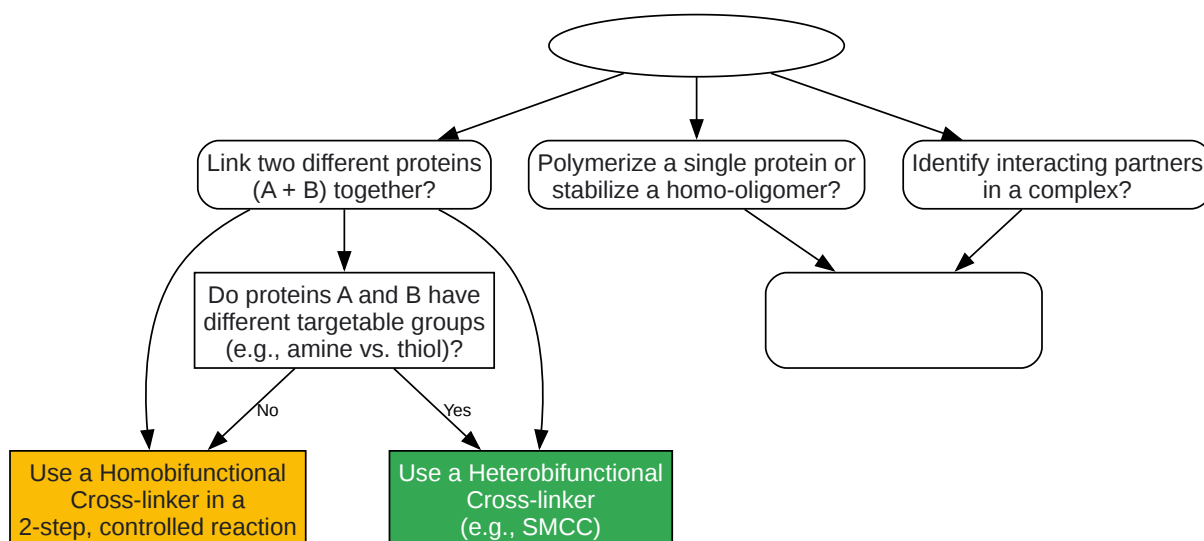 Link two different proteins
(A + B) together?
Polymerize a single protein or
stabilize a homo-oligomer?
Identify interacting partners
in a complex?
Do proteins A and B have
different targetable groups
(e.g., amine vs. thiol)?
No
Yes
Use a Homobifunctional
Cross-linker in a
2-step, controlled reaction
Use a Heterobifunctional
Cross-linker
(e.g., SMCC)